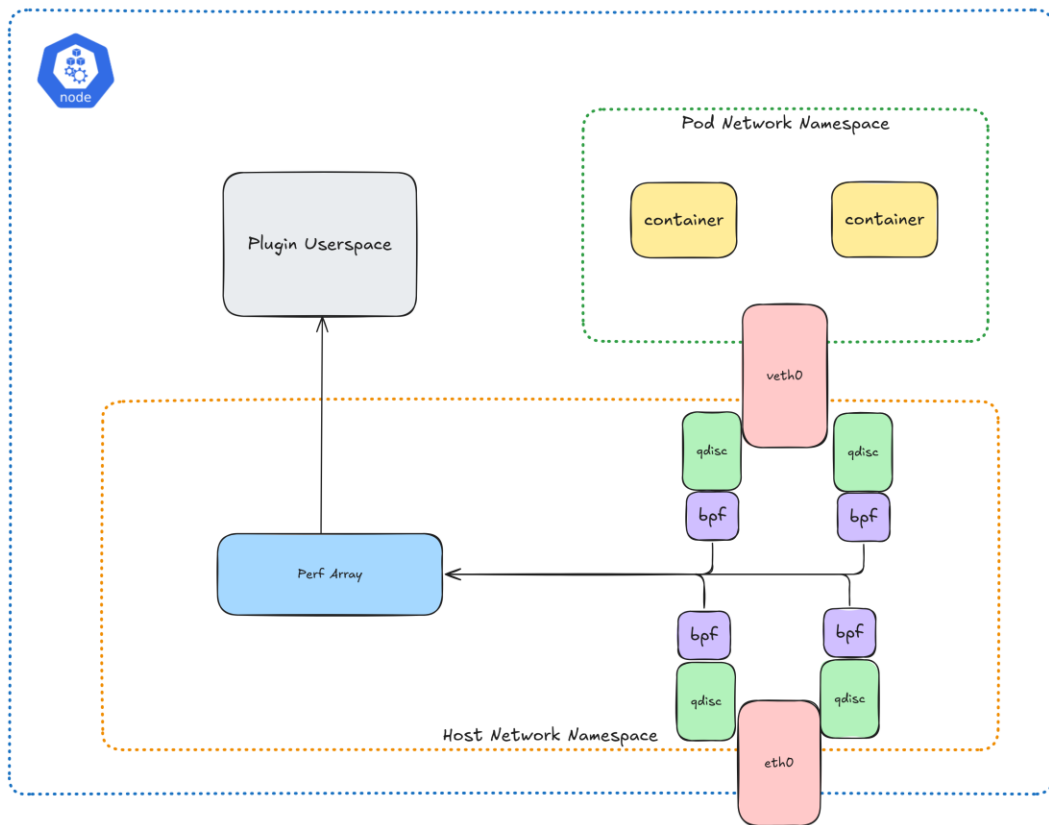 node
Pod Network Namespace
container
container
Plugin Userspace
veth0
qdisc
qdisc
bpf
bpf
Perf Array
bpf
bpf
qdisc
qdisc
Host Network Namespace
eth0